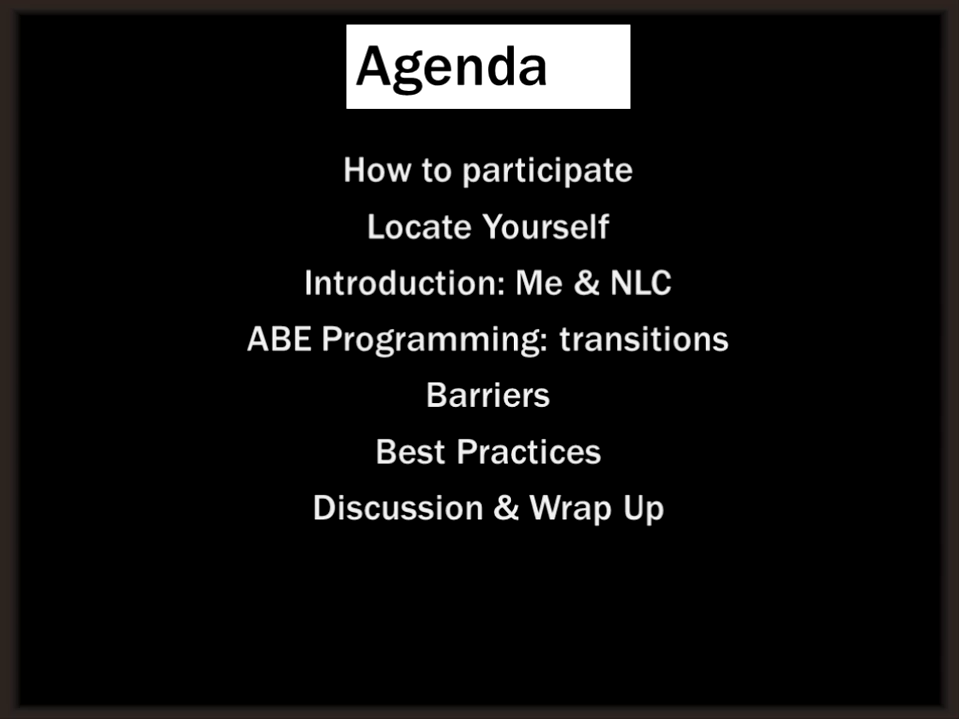 Agenda
How to participate
Locate Yourself
Introduction: Me & NLC
ABE Programming: transitions
Barriers
Best Practices
Discussion & Wrap Up